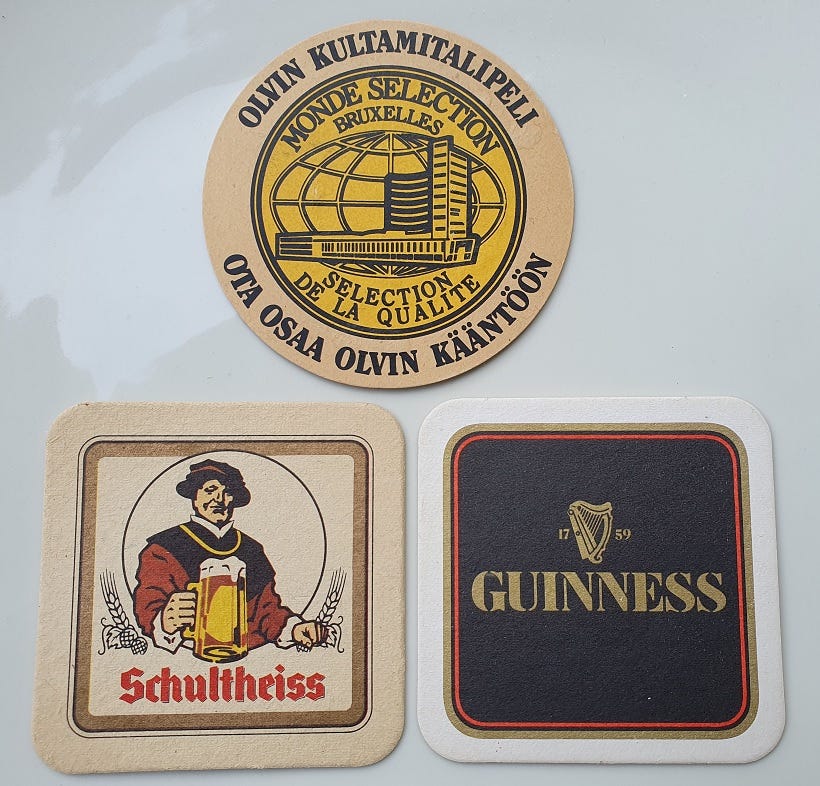 OLVIN KULTAMITALIPELI
MONDE SELECTION
BRUXELLES
SELECTION
DE LA QUALITE
OTA OSAA OLVIN KÄÄNTÖÖN
Schultheiss
17 59
GUINNESS